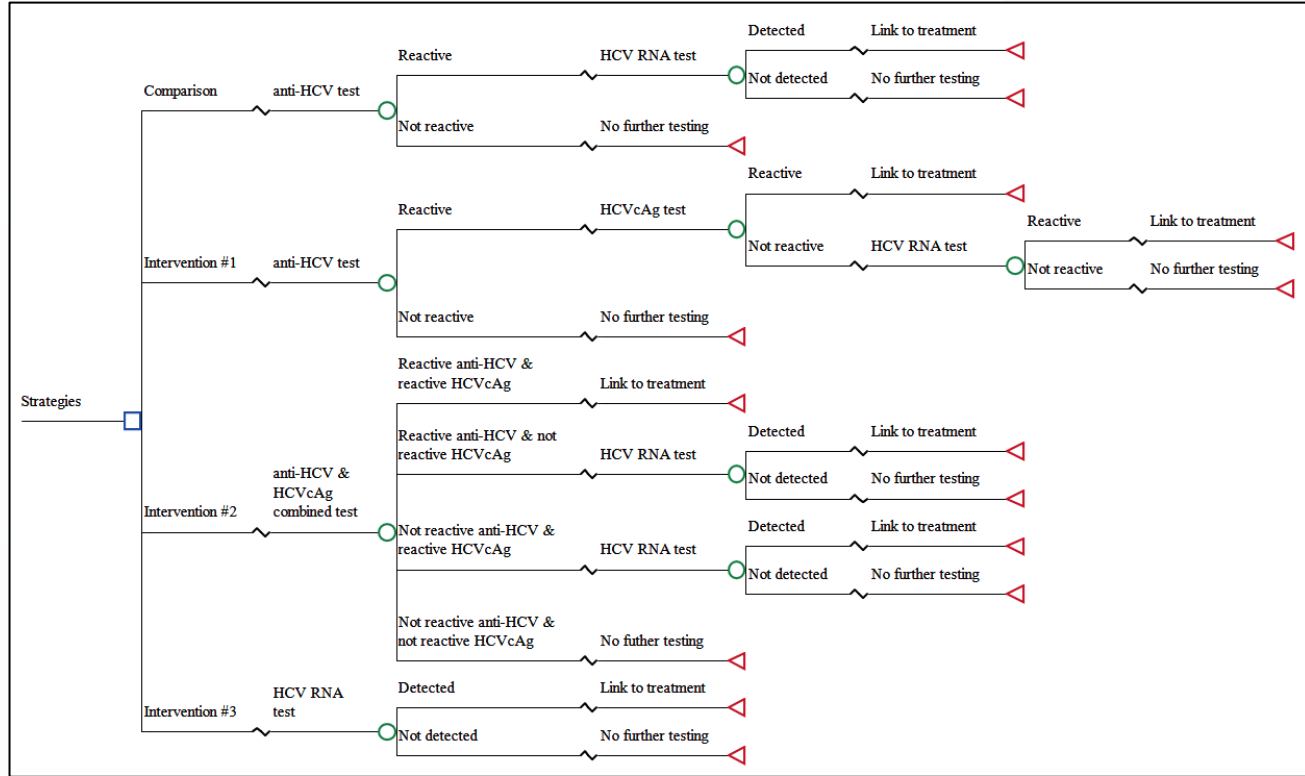 Detected Link to treatment
Reactive HCV RNA test
Not detected No further testing
Comparison anti-HCV test
Not reactive No further testing
Reactive Link to treatment
Reactive HCVcAg test
Reactive Link to treatment
Not reactive HCV RNA test
Intervention #1 anti-HCV test
Not reactive No further testing
Not reactive No further testing
Reactive anti-HCV &
reactive HCVcAg Link to treatment
Strategies
Detected Link to treatment
Reactive anti-HCV & not
reactive HCVcAg HCV RNA test
Not detected No further testing
anti-HCV &
HCVcAg
combined test
Intervention #2
Detected Link to treatment
Not reactive anti-HCV &
reactive HCVcAg HCV RNA test
Not detected No further testing
Not reactive anti-HCV &
not reactive HCVcAg No futher testing
HCV RNA
test
Detected Link to treatment
Intervention #3
Not detected No further testing